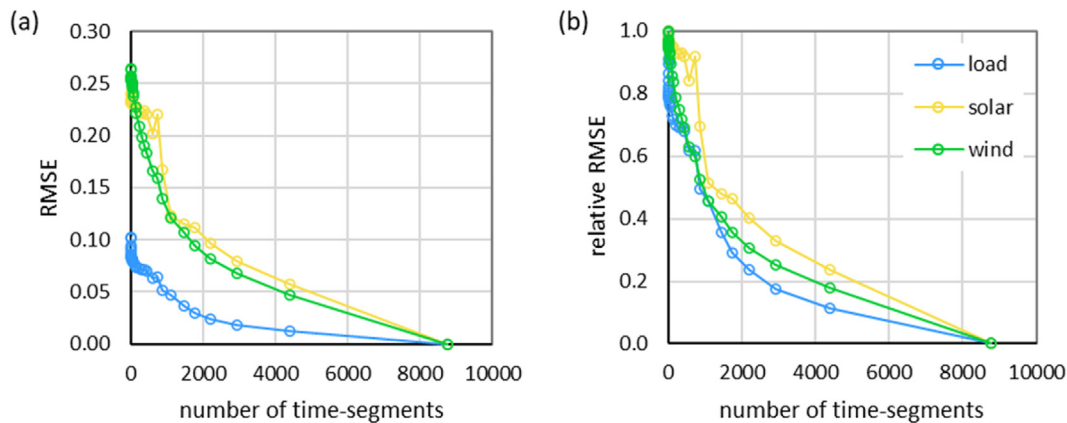 (a)
RMSE
0.30
0.25
0.20
0.15
0.10
0.05
0.00
0 2000 4000 6000 8000 10000
number of time-segments
(b)
relative RMSE
1.0
0.8
0.6
0.4
0.2
0.0
load
solar
wind
0 2000 4000 6000 8000 10000
number of time-segments